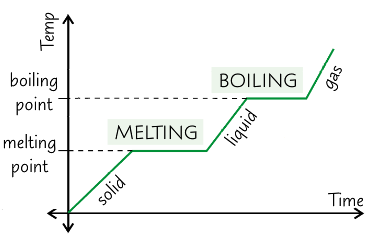 Temp
boiling
point
BOILING
gas
melting
point
MELTING
liquid
solid
Time